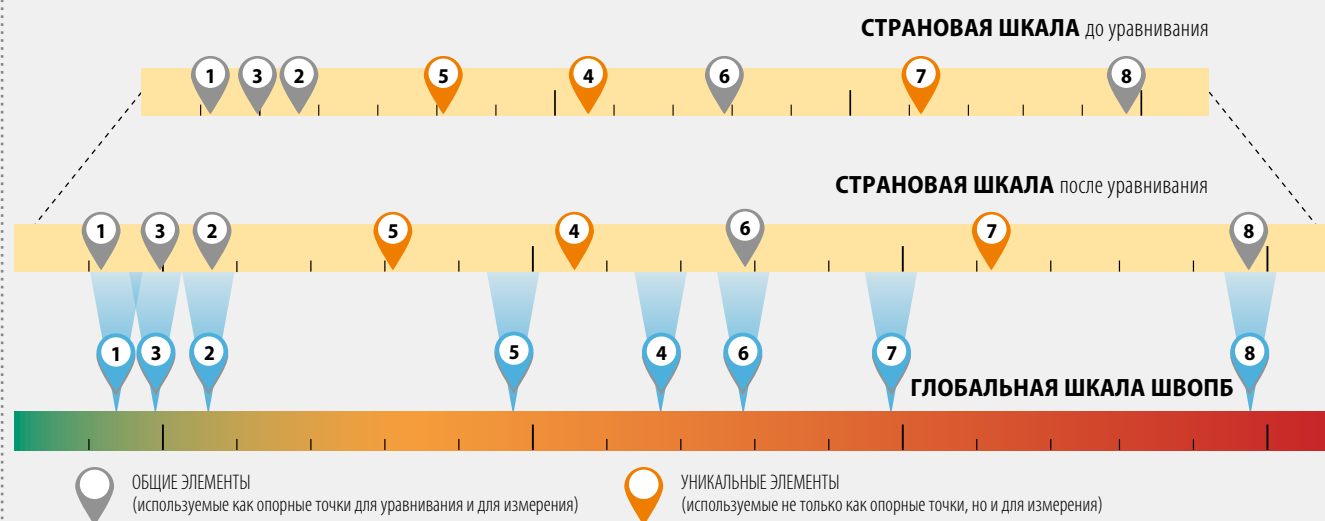 СТРАНОВАЯ ШКАЛА до уравнивания
1 3 2 5 4 6 7 8
СТРАНОВАЯ ШКАЛА после уравнивания
1 3 2 5 4 6 7 8
1 3 2 5 4 6 7 8
ГЛОБАЛЬНАЯ ШКАЛА ШВОПБ
ОБЩИЕ ЭЛЕМЕНТЫ
(используемые как опорные точки для уравнивания и для измерения)
УНИКАЛЬНЫЕ ЭЛЕМЕНТЫ
(используемые не только как опорные точки, но и для измерения)